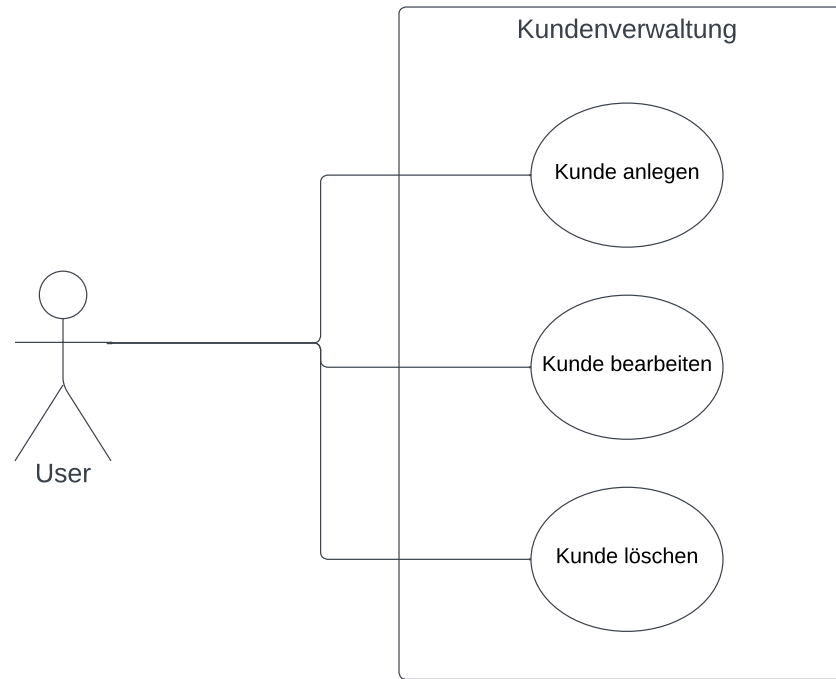 Kundenverwaltung
Kunde anlegen
Kunde bearbeiten
User
Kunde löschen